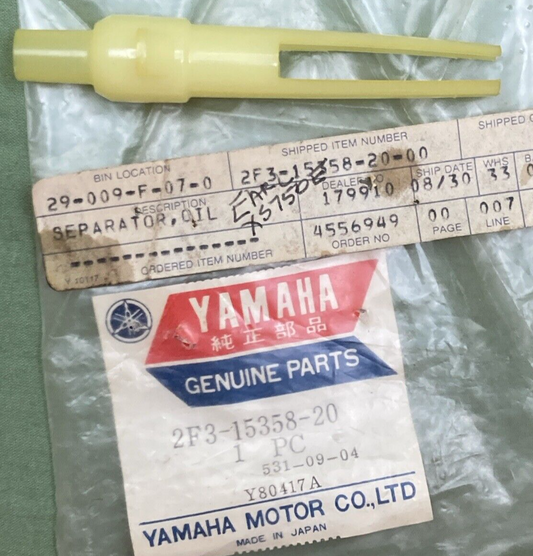 BIN LOCATION
29-009-F-07-0
SHIPPED ITEM NUMBER
2F3-15358-20-00
SHIPPED
DESCRIPTION
SEPARATOR,OIL
DEALER NO
179910
SHIP DATE
08/30
WHS
33
ORDERED ITEM NUMBER
4556949
ORDER NO
00
PAGE
007
LINE
YAMAHA
純正部品
GENUINE PARTS
2F3-15358-20
1 PC
531-09-04
Y80417A
YAMAHA MOTOR CO.,LTD
MADE IN JAPAN